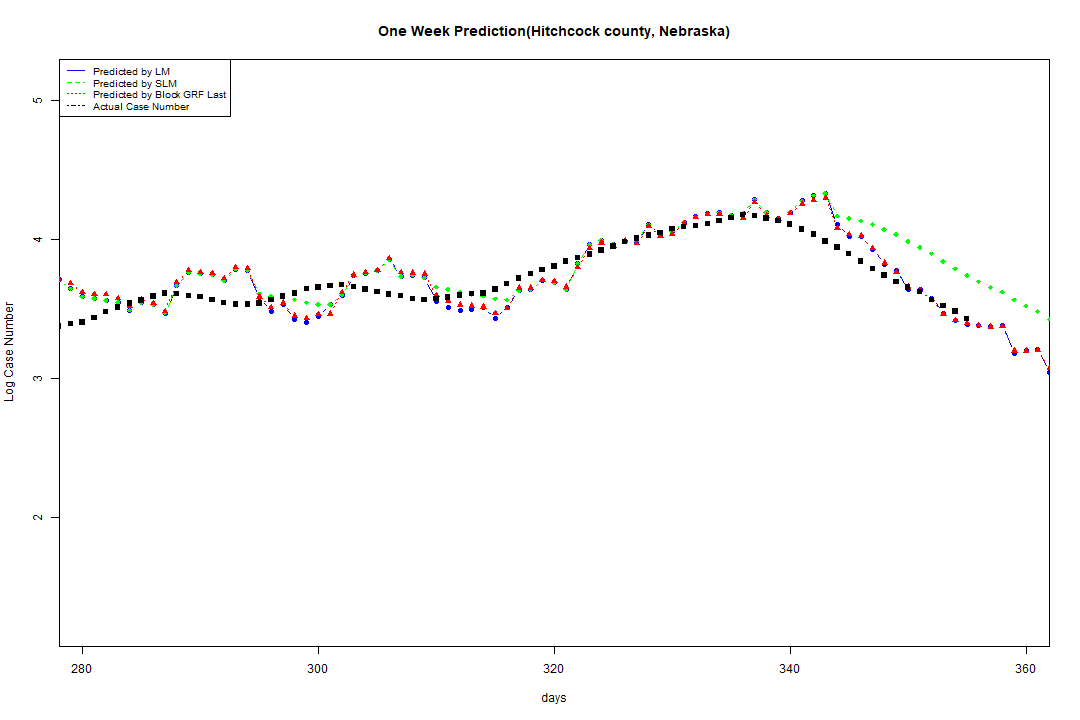 One Week Prediction(Hitchcock county, Nebraska)
Predicted by LM
Predicted by SLM
Predicted by Block GRF Last
Actual Case Number
5
4
3
2
Log Case Number
280 300 320 340 360
days